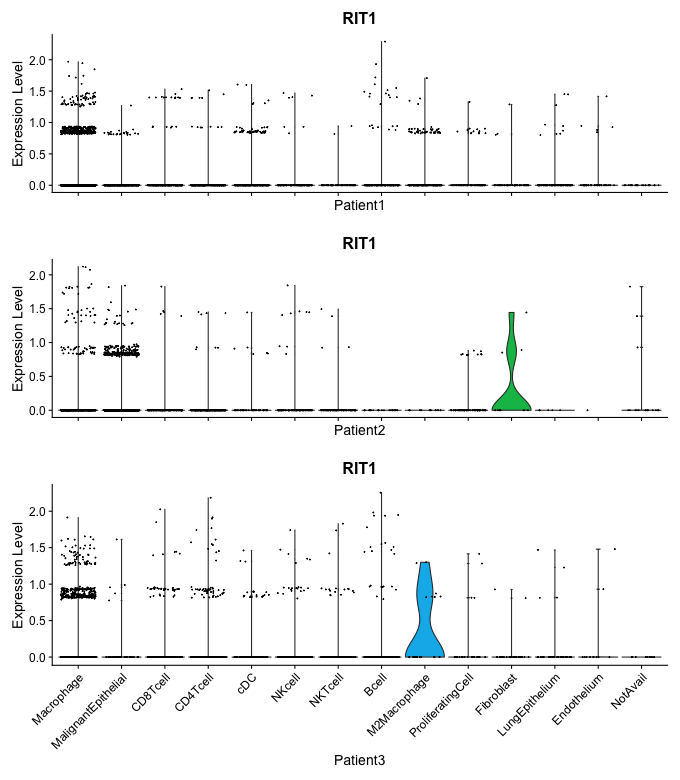 RIT1
Expression Level
2.0
1.5
1.0
0.5
0.0
Patient1
RIT1
Expression Level
2.0
1.5
1.0
0.5
0.0
Patient2
RIT1
Expression Level
2.0
1.5
1.0
0.5
0.0
Macrophage
MalignantEpithelial
CD8Tcell
CD4Tcell
cDC
NKcell
NKTcell
Bcell
M2Macrophage
ProliferatingCell
Fibroblast
LungEpithelium
Endothelium
NotAvail
Patient3